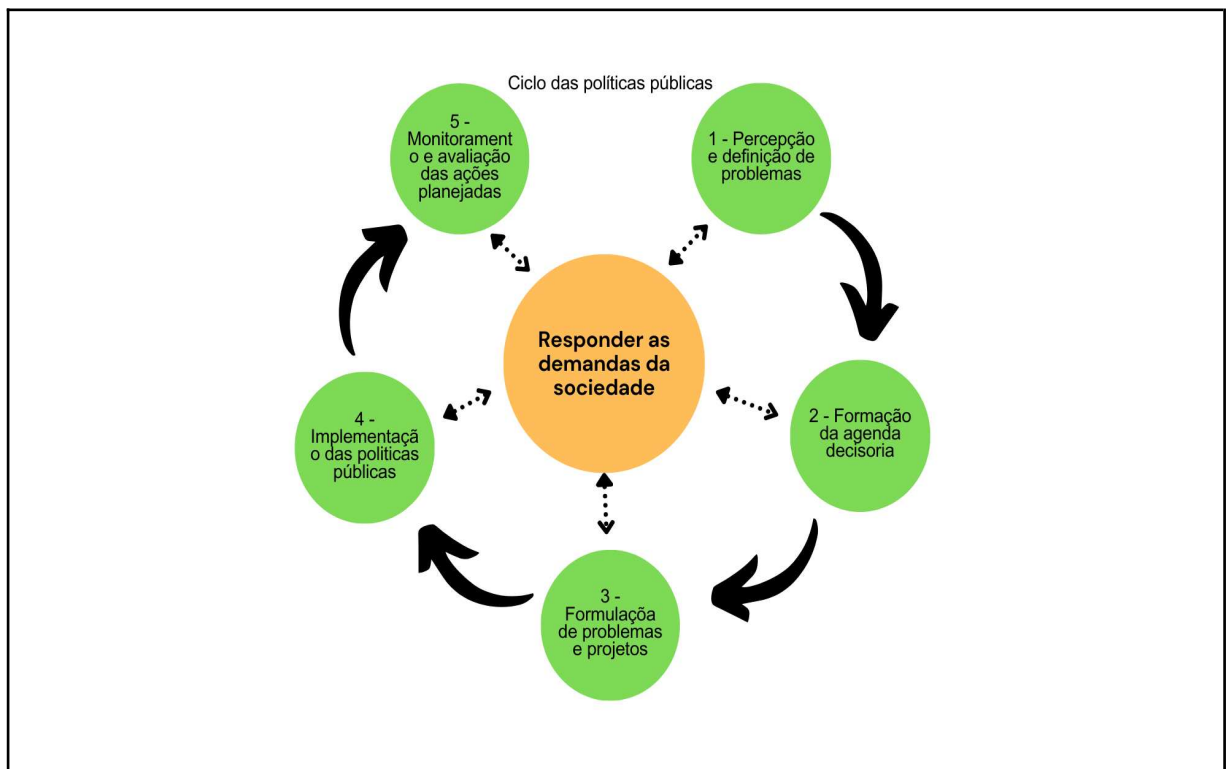 Ciclo das políticas públicas
1 - Percepção
e definição de
problemas
2 - Formação
da agenda
decisoria
3 -
Formulaçõa
de problemas
e projetos
4 -
Implementaçã
o das politicas
públicas
5 -
Monitorament
o e avaliação
das ações
planejadas
Responder as
demandas da
sociedade